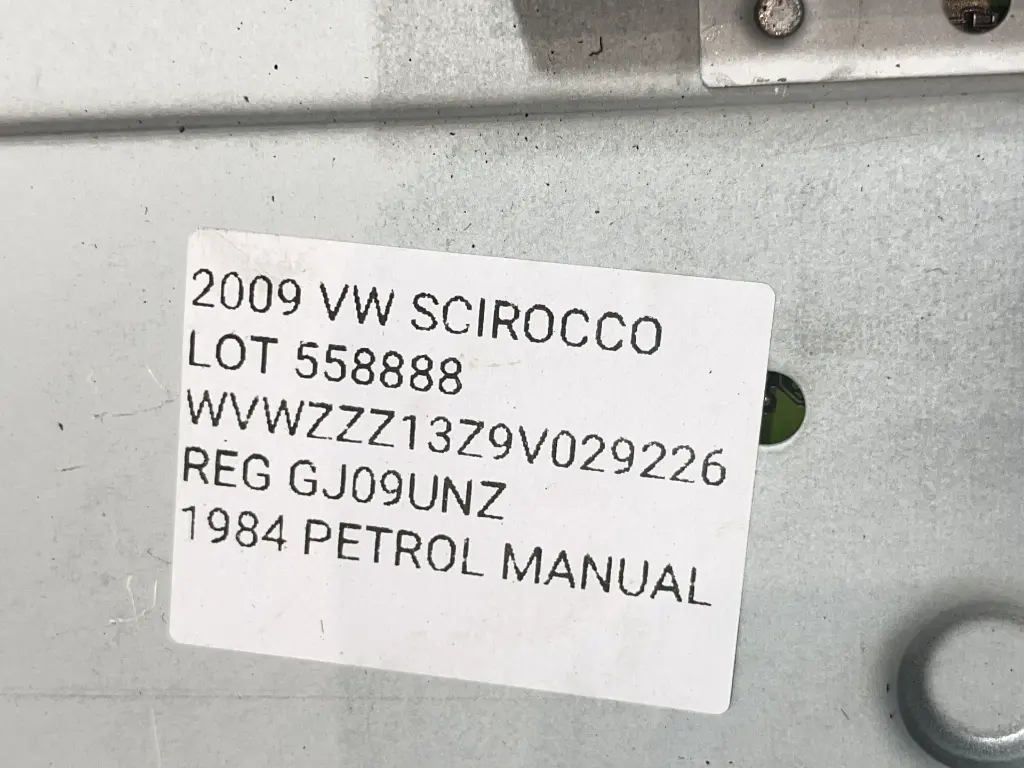 2009 VW SCIROCCO
LOT 558888
WVWZZZ13Z9V029226
REG GJ09UNZ
1984 PETROL MANUAL